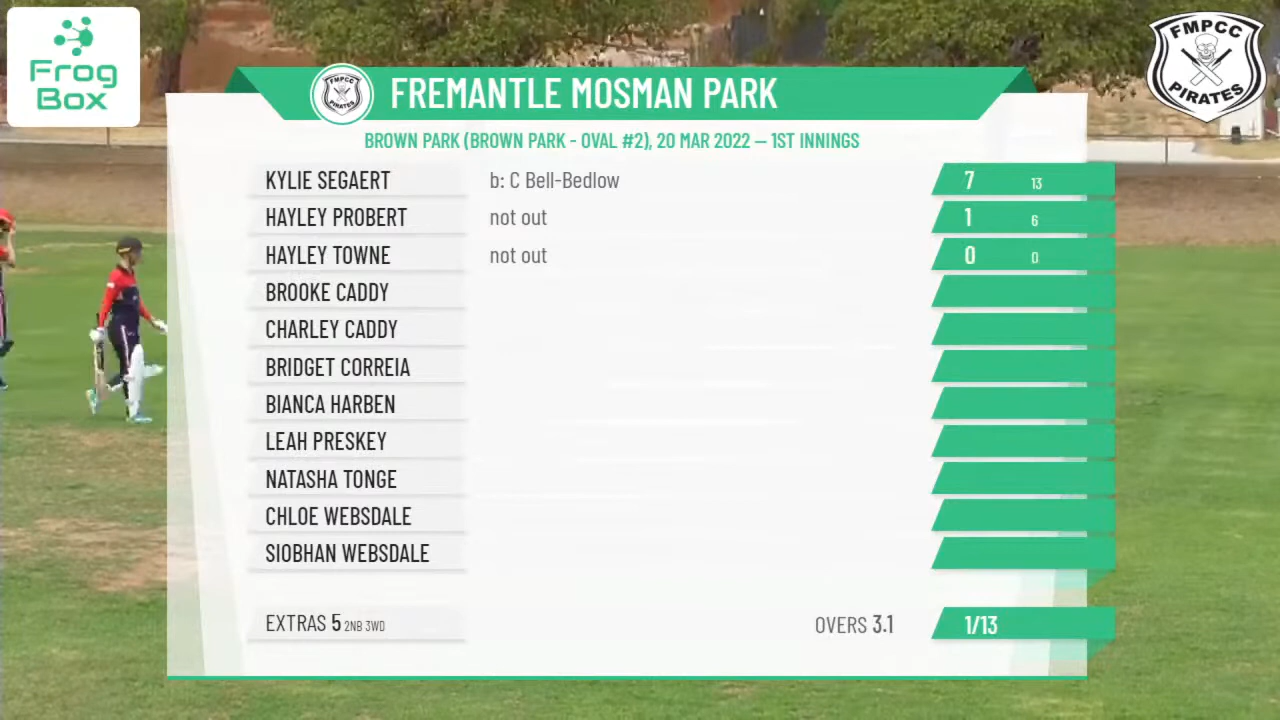 Frog
Box
FMPCC
PIRATES
FMPCC
PIRATES
FREMANTLE MOSMAN PARK
BROWN PARK (BROWN PARK - OVAL #2), 20 MAR 2022 – 1ST INNINGS
KYLIE SEGAERT b: C Bell-Bedlow 7 13
HAYLEY PROBERT not out 1 6
HAYLEY TOWNE not out 0 0
BROOKE CADDY
CHARLEY CADDY
BRIDGET CORREIA
BIANCA HARBEN
LEAH PRESKEY
NATASHA TONGE
CHLOE WEBSDALE
SIOBHAN WEBSDALE
EXTRAS 5 2NB 3WD OVERS 3.1 1/13